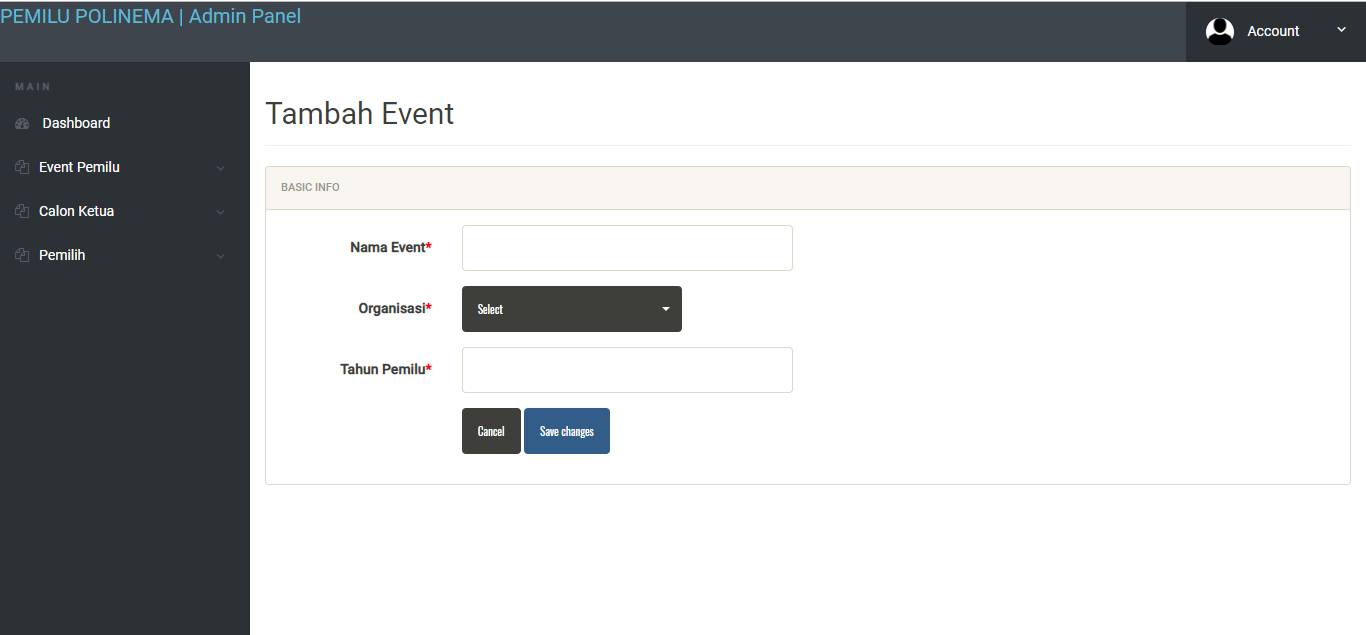 PEMILU POLINEMA | Admin Panel
Account
MAIN
Dashboard
Event Pemilu
Calon Ketua
Pemilih
Tambah Event
BASIC INFO
Nama Event*
Organisasi*
Select
Tahun Pemilu*
Cancel
Save changes